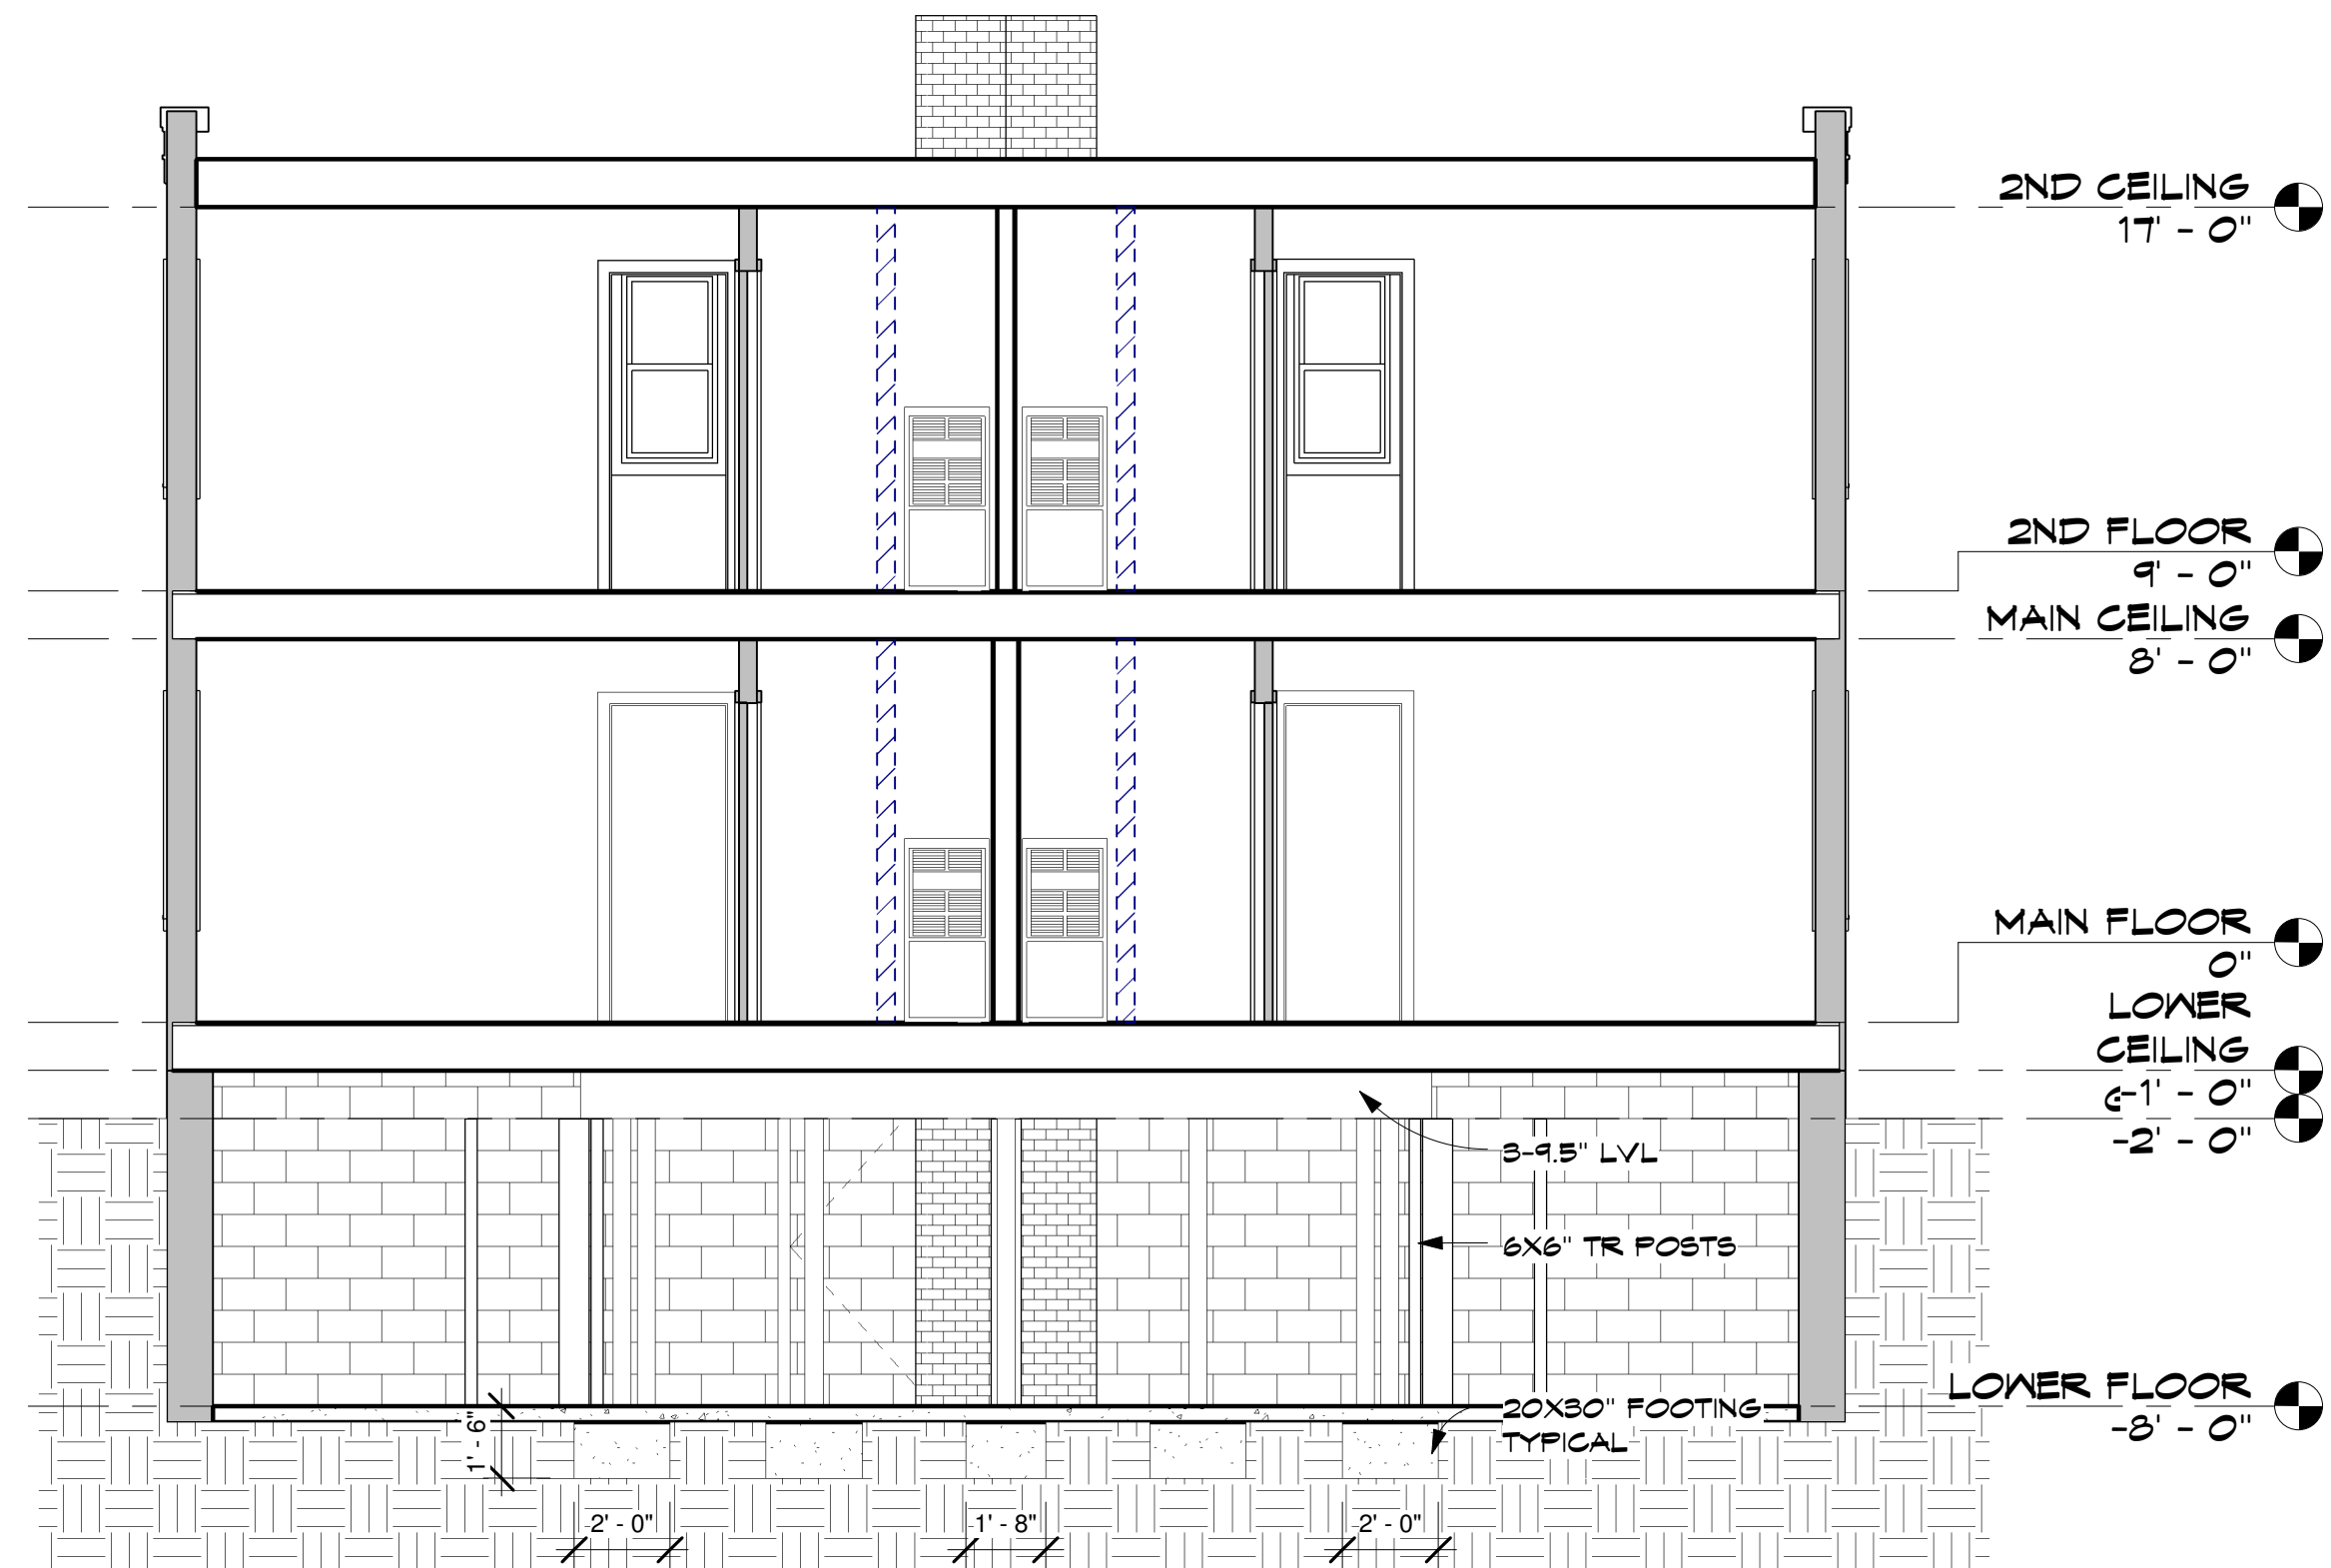 2ND CEILING
17' - 0"
2ND FLOOR
9' - 0"
MAIN CEILING
8' - 0"
MAIN FLOOR
0"
LOWER
CEILING
-1' - 0"
-2' - 0"
3-9.5" LVL
6X6" TR POSTS
20X30" FOOTING
TYPICAL
LOWER FLOOR
-8' - 0"
1' - 6"
2' - 0"
1' - 8"
2' - 0"